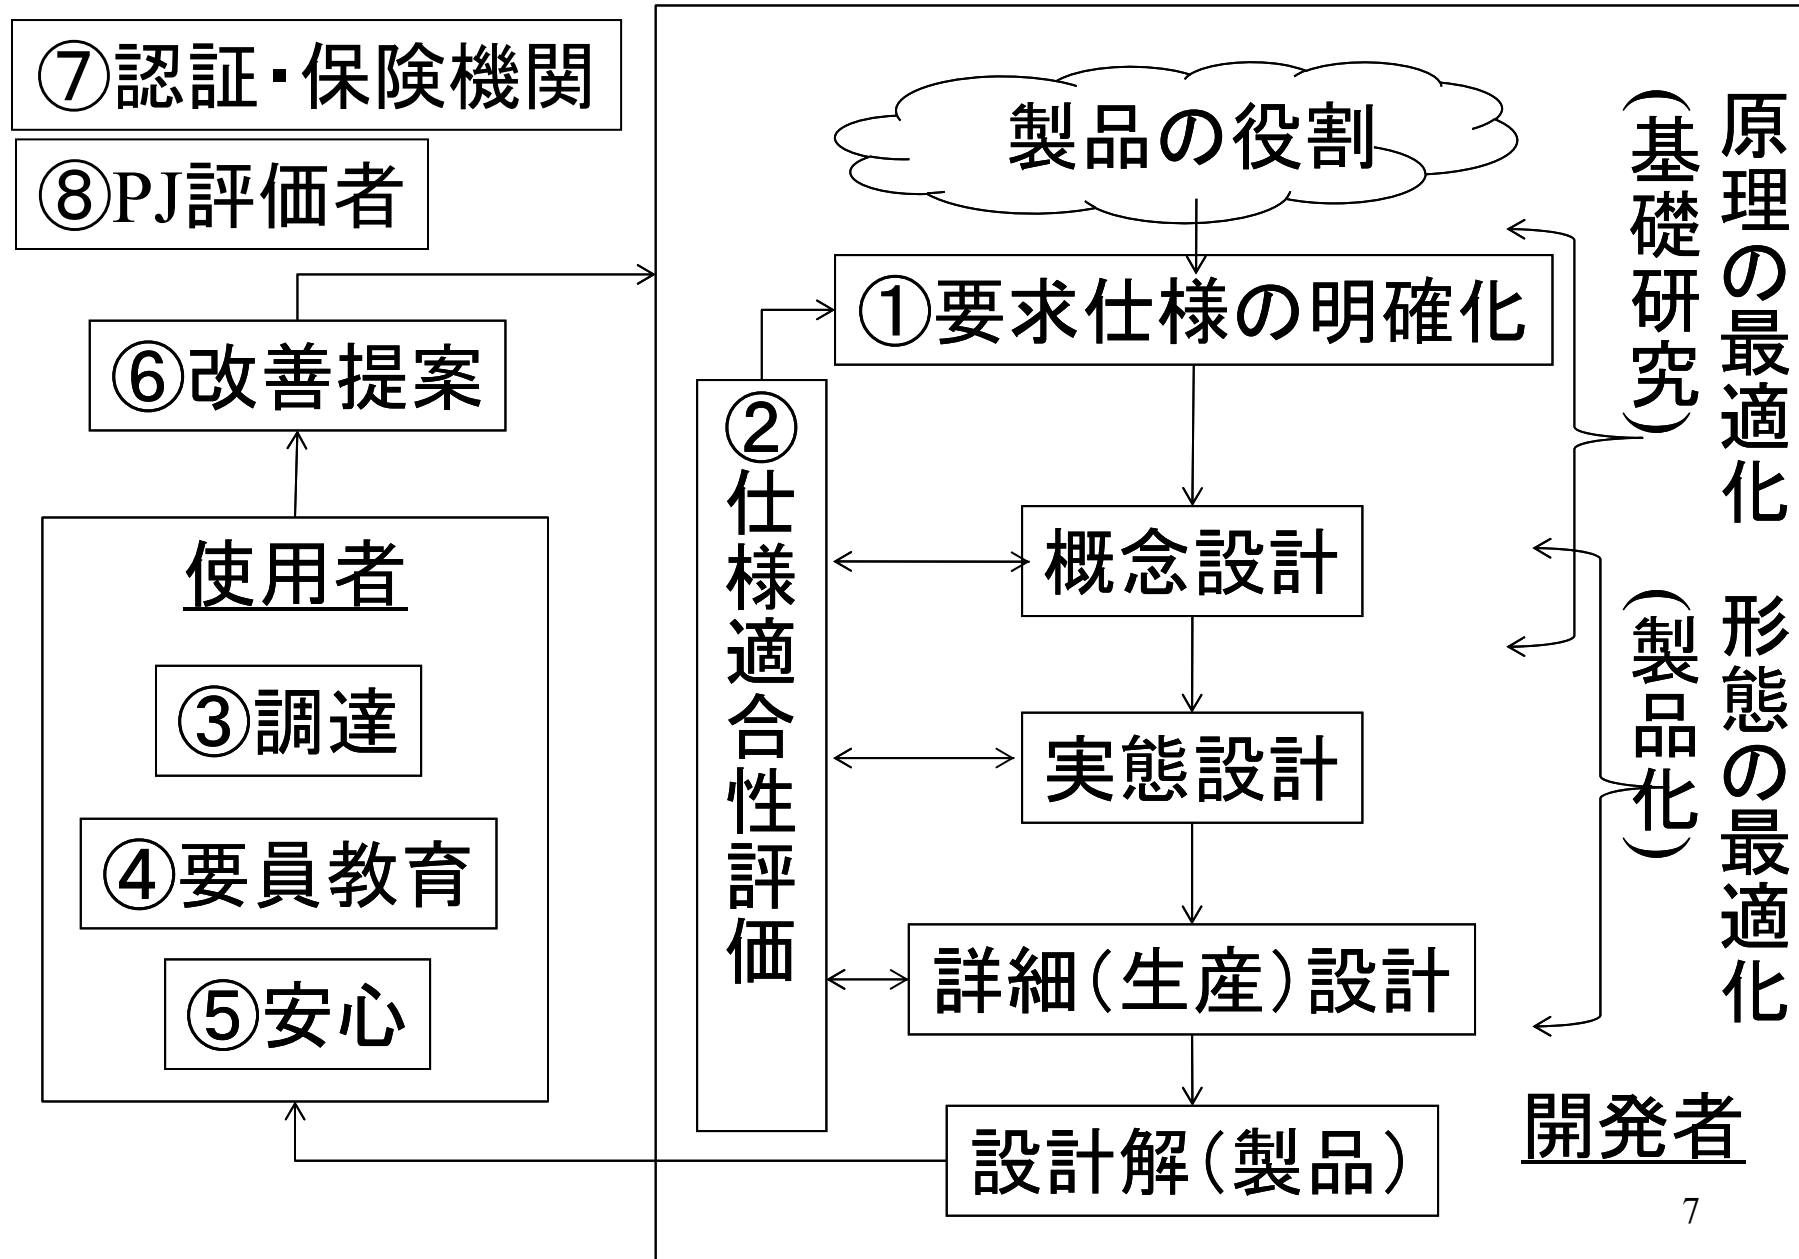 ⑦認証・保険機関
⑧PJ評価者
⑥改善提案
使用者
③調達
④要員教育
⑤安心
製品の役割
①要求仕様の明確化
②仕様適合性評価
概念設計
実態設計
詳細(生産)設計
設計解(製品)
原理の最適化
(基礎研究)
形態の最適化
(製品化)
開発者
7